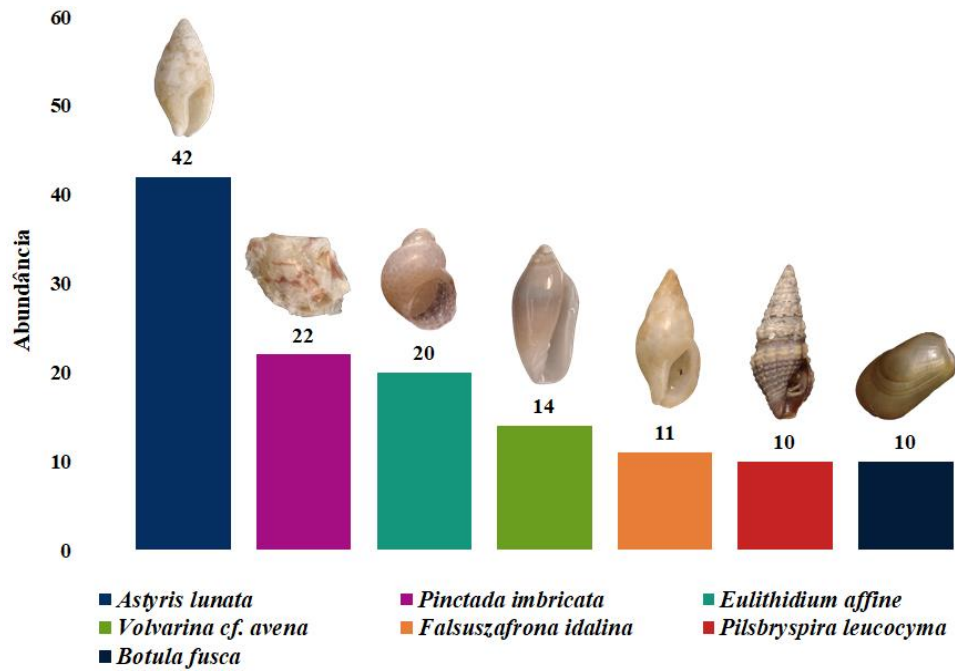 60
50
40
30
20
10
0
Abundância
42
22
20
14
11
10
10
Astyris lunata
Pinctada imbricata
Eulithidium affine
Volvarina cf. avena
Falsuszafrona idalina
Pilsbryspira leucocyma
Botula fusca